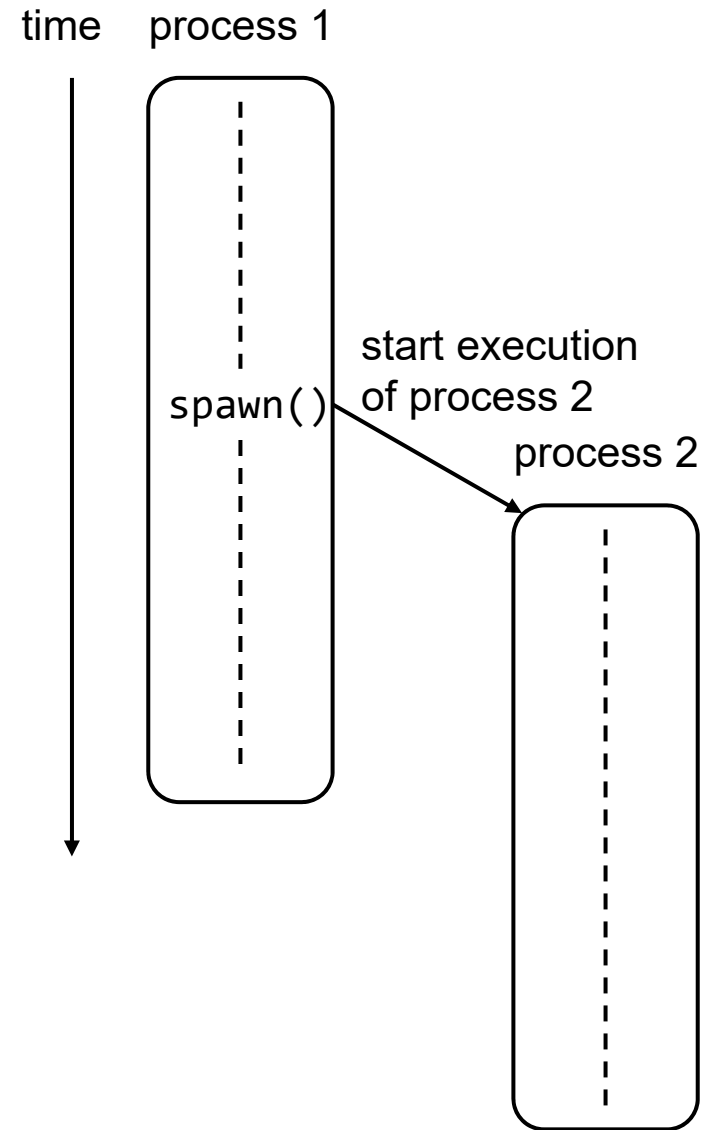 time process 1
spawn()
start execution
of process 2
process 2